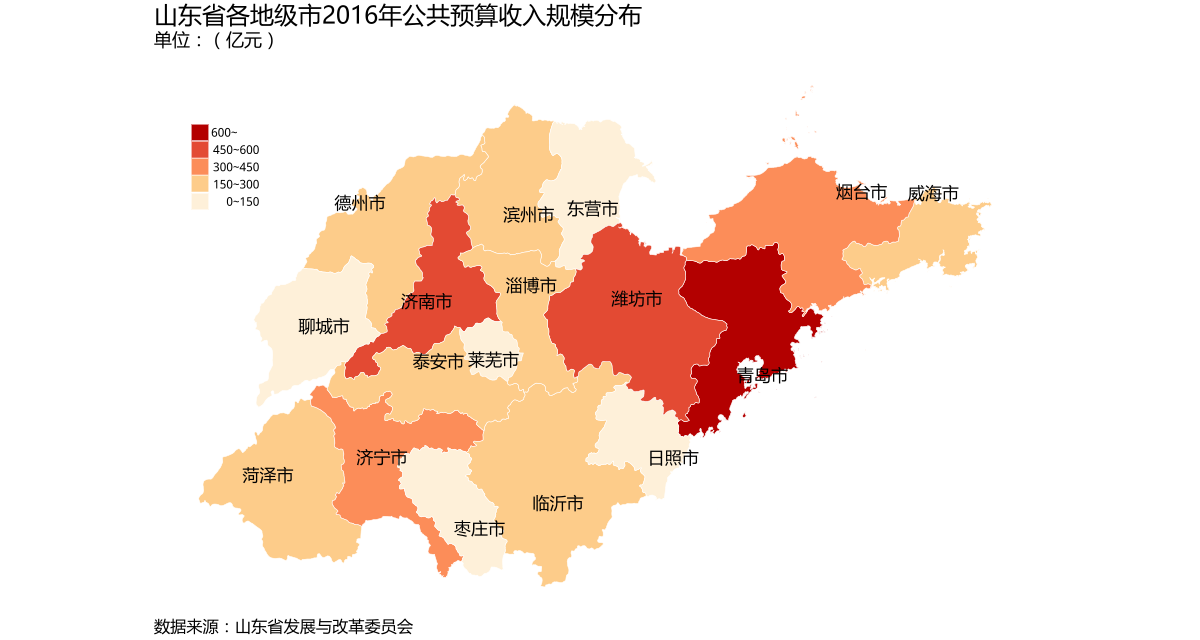 山东省各地级市2016年公共预算收入规模分布
单位：（亿元）
600~
450~600
300~450
150~300
0~150
德州市
滨州市
东营市
烟台市
威海市
淄博市
济南市
潍坊市
聊城市
泰安市
莱芜市
青岛市
济宁市
日照市
菏泽市
临沂市
枣庄市
数据来源：山东省发展与改革委员会